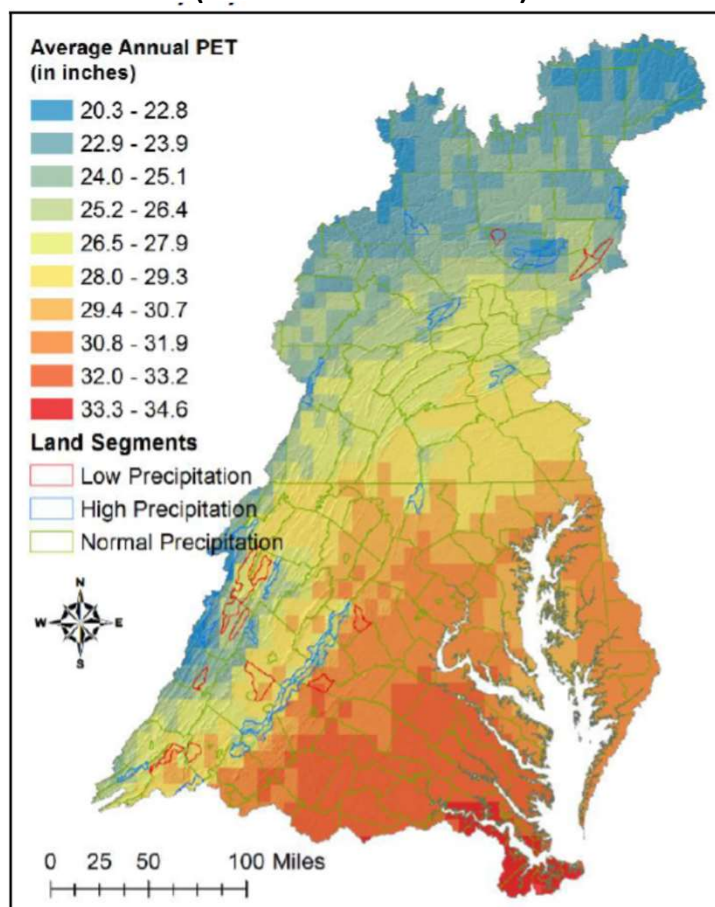 Average Annual PET
(in inches)
20.3 - 22.8
22.9 - 23.9
24.0 - 25.1
25.2 - 26.4
26.5 - 27.9
28.0 - 29.3
29.4 - 30.7
30.8 - 31.9
32.0 - 33.2
33.3 - 34.6
Land Segments
Low Precipitation
High Precipitation
Normal Precipitation
N
W E
S
0 25 50 100 Miles